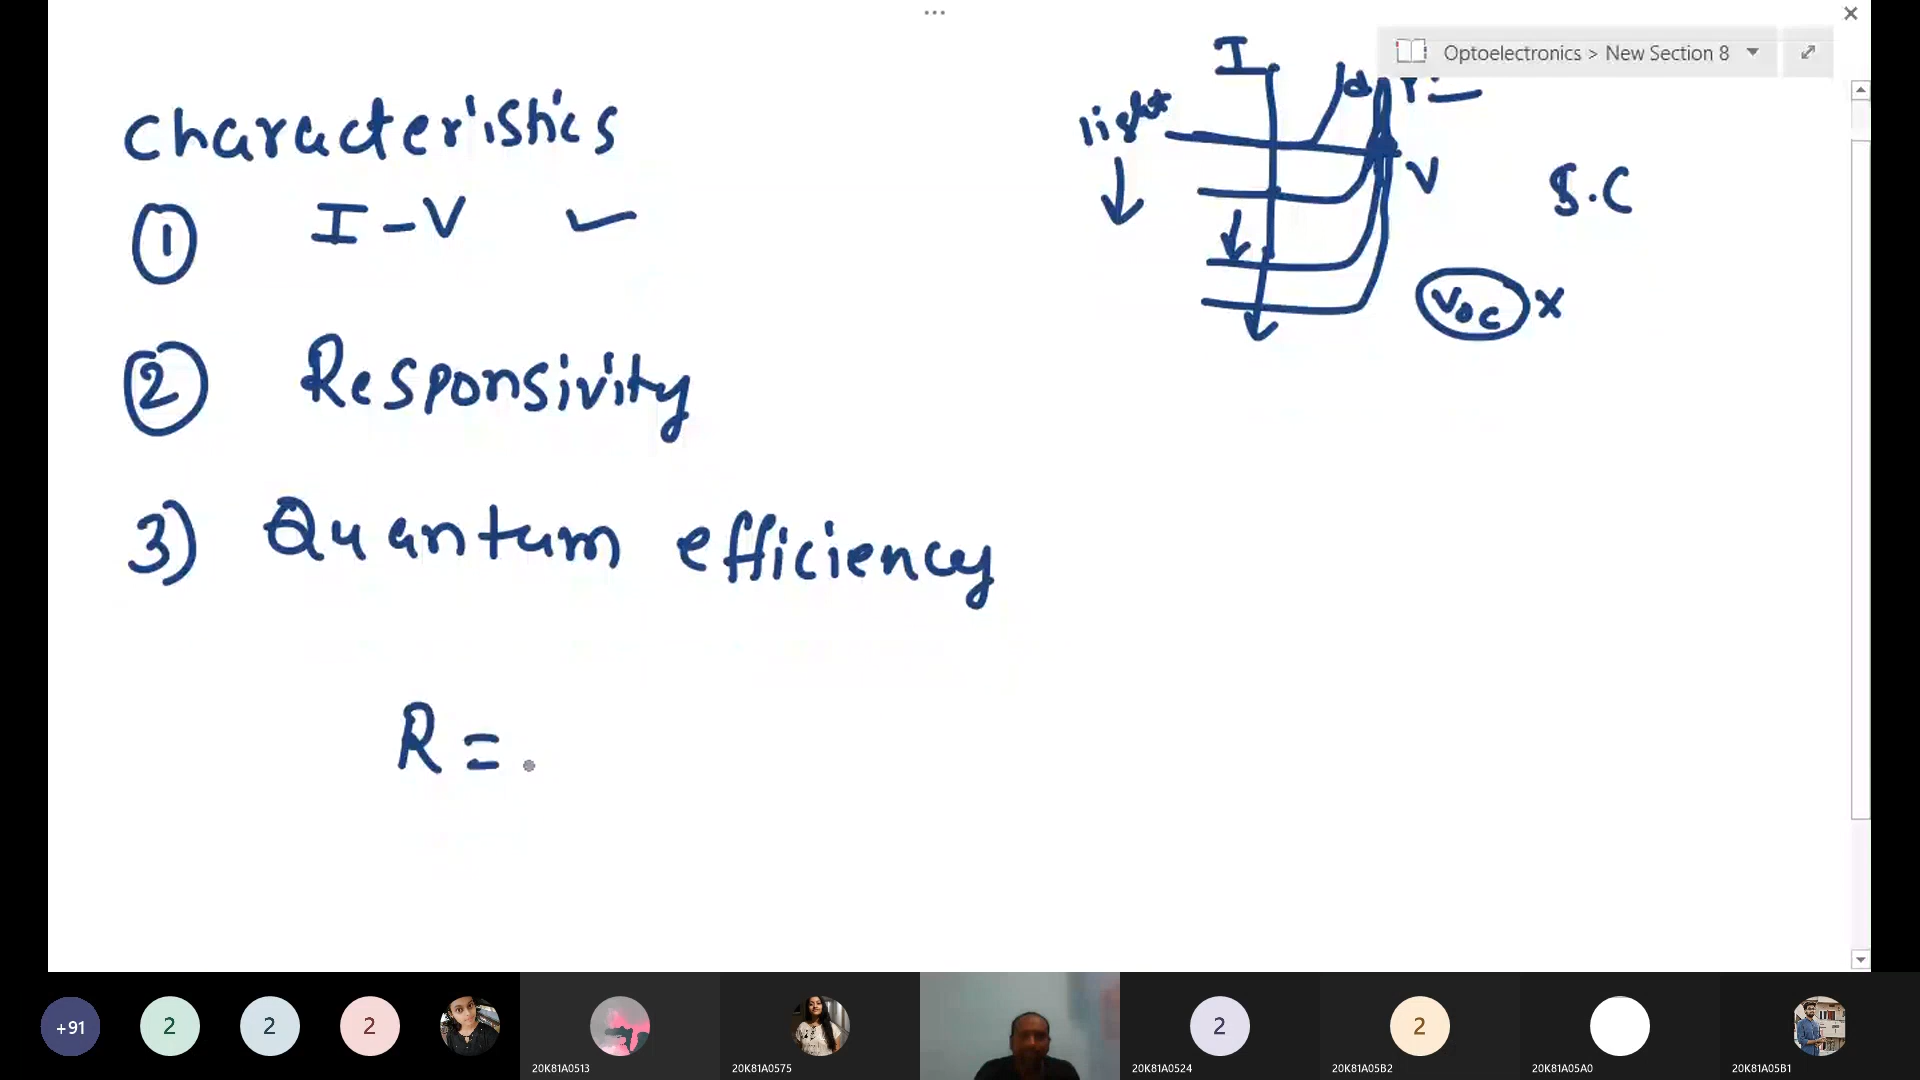 Optoelectronics > New Section 8
Characteristics
① I-V
② Responsivity
3) Quantum efficiency
R =
I
light
V
S.C
Voc x
+91
2
2
2
20K81A0513
20K81A0575
2
20K81A0524
2
20K81A05B2
20K81A05A0
20K81A05B1